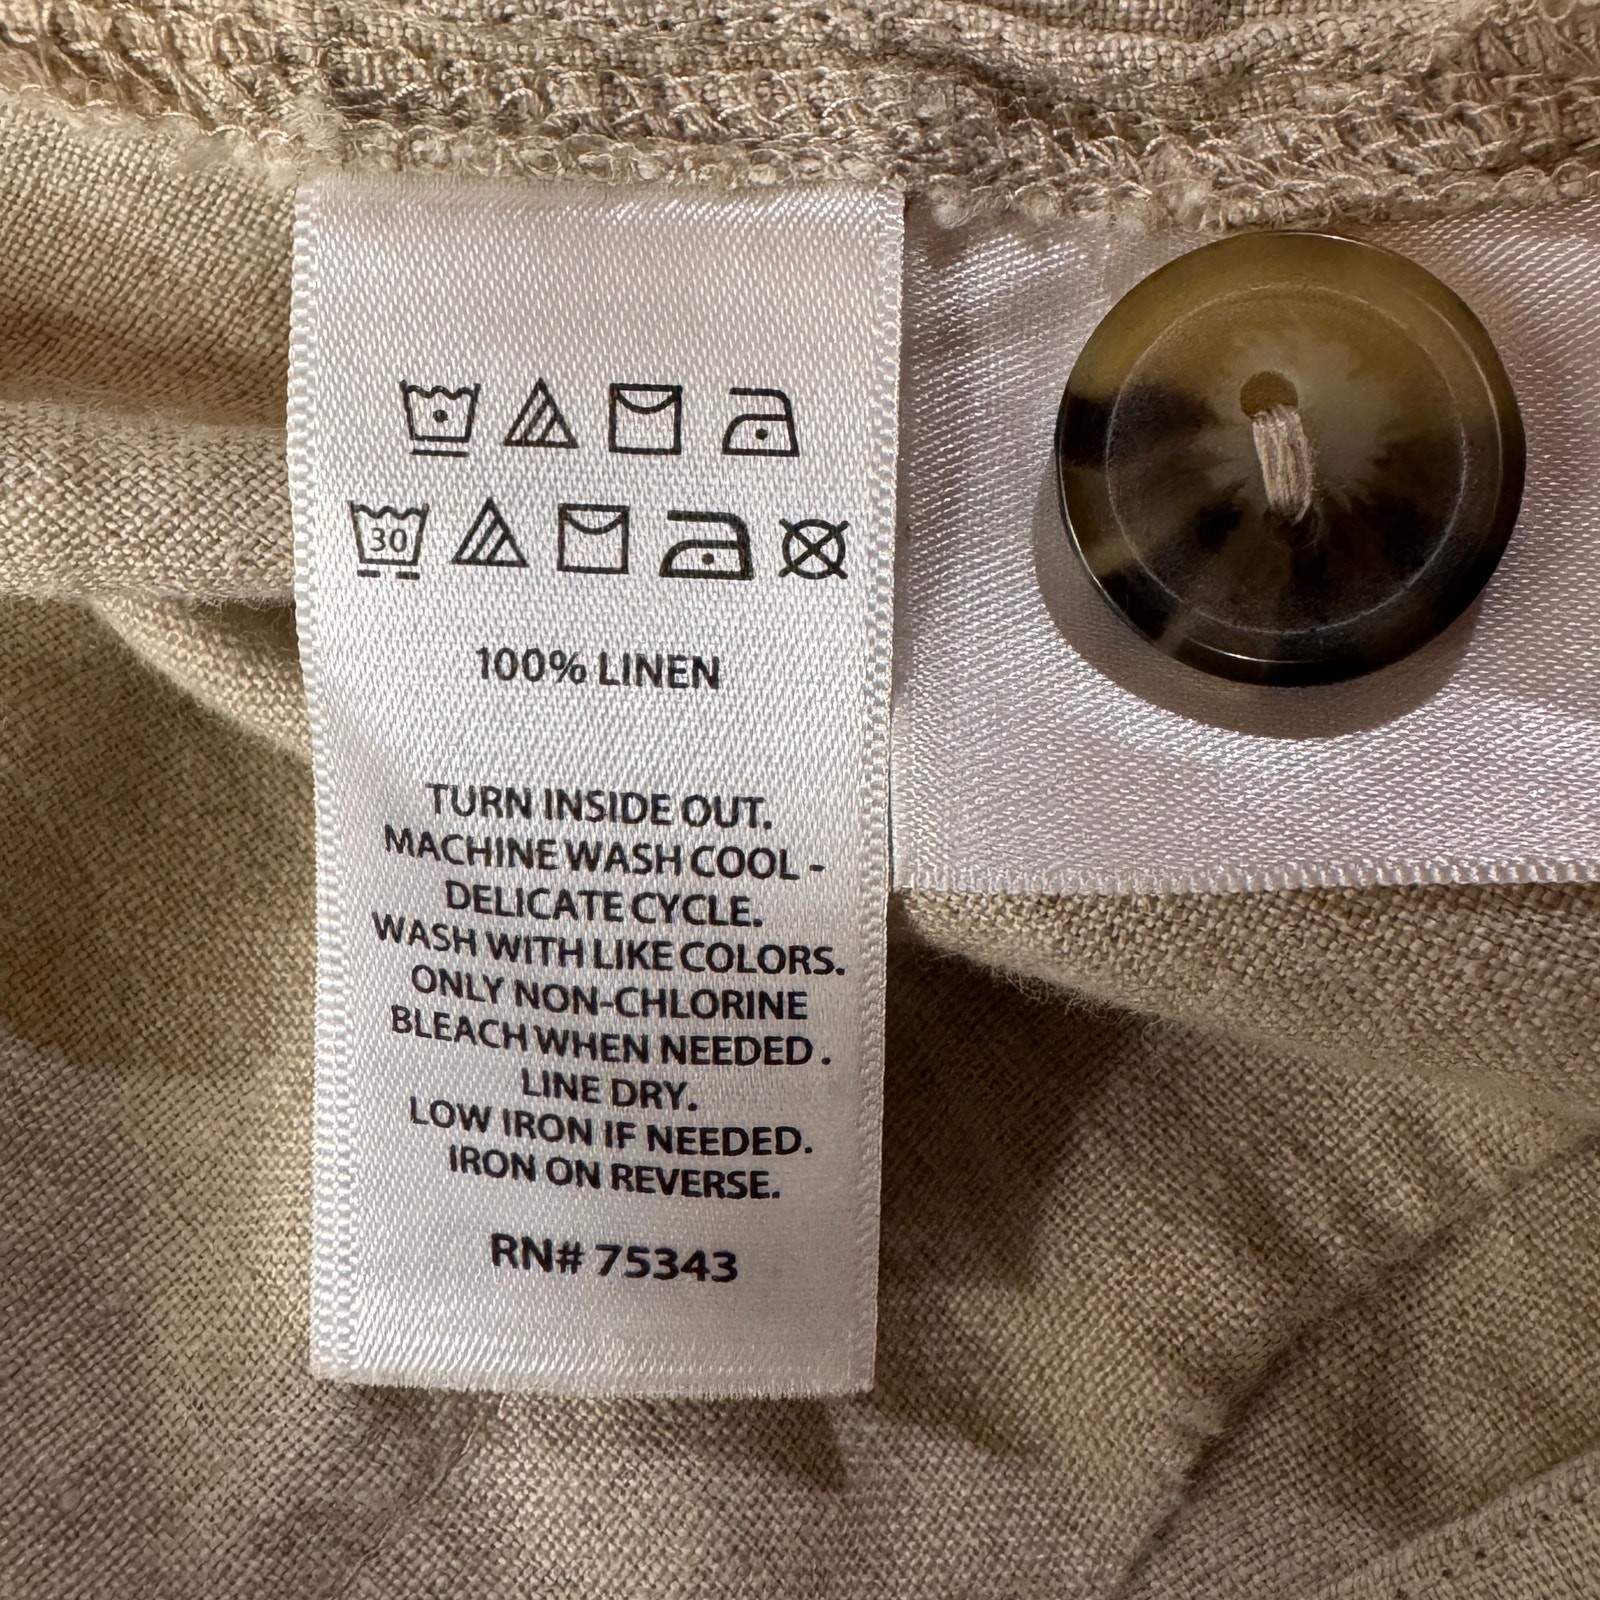 30
100% LINEN
TURN INSIDE OUT.
MACHINE WASH COOL -
DELICATE CYCLE.
WASH WITH LIKE COLORS.
ONLY NON-CHLORINE
BLEACH WHEN NEEDED .
LINE DRY.
LOW IRON IF NEEDED.
IRON ON REVERSE.
RN# 75343